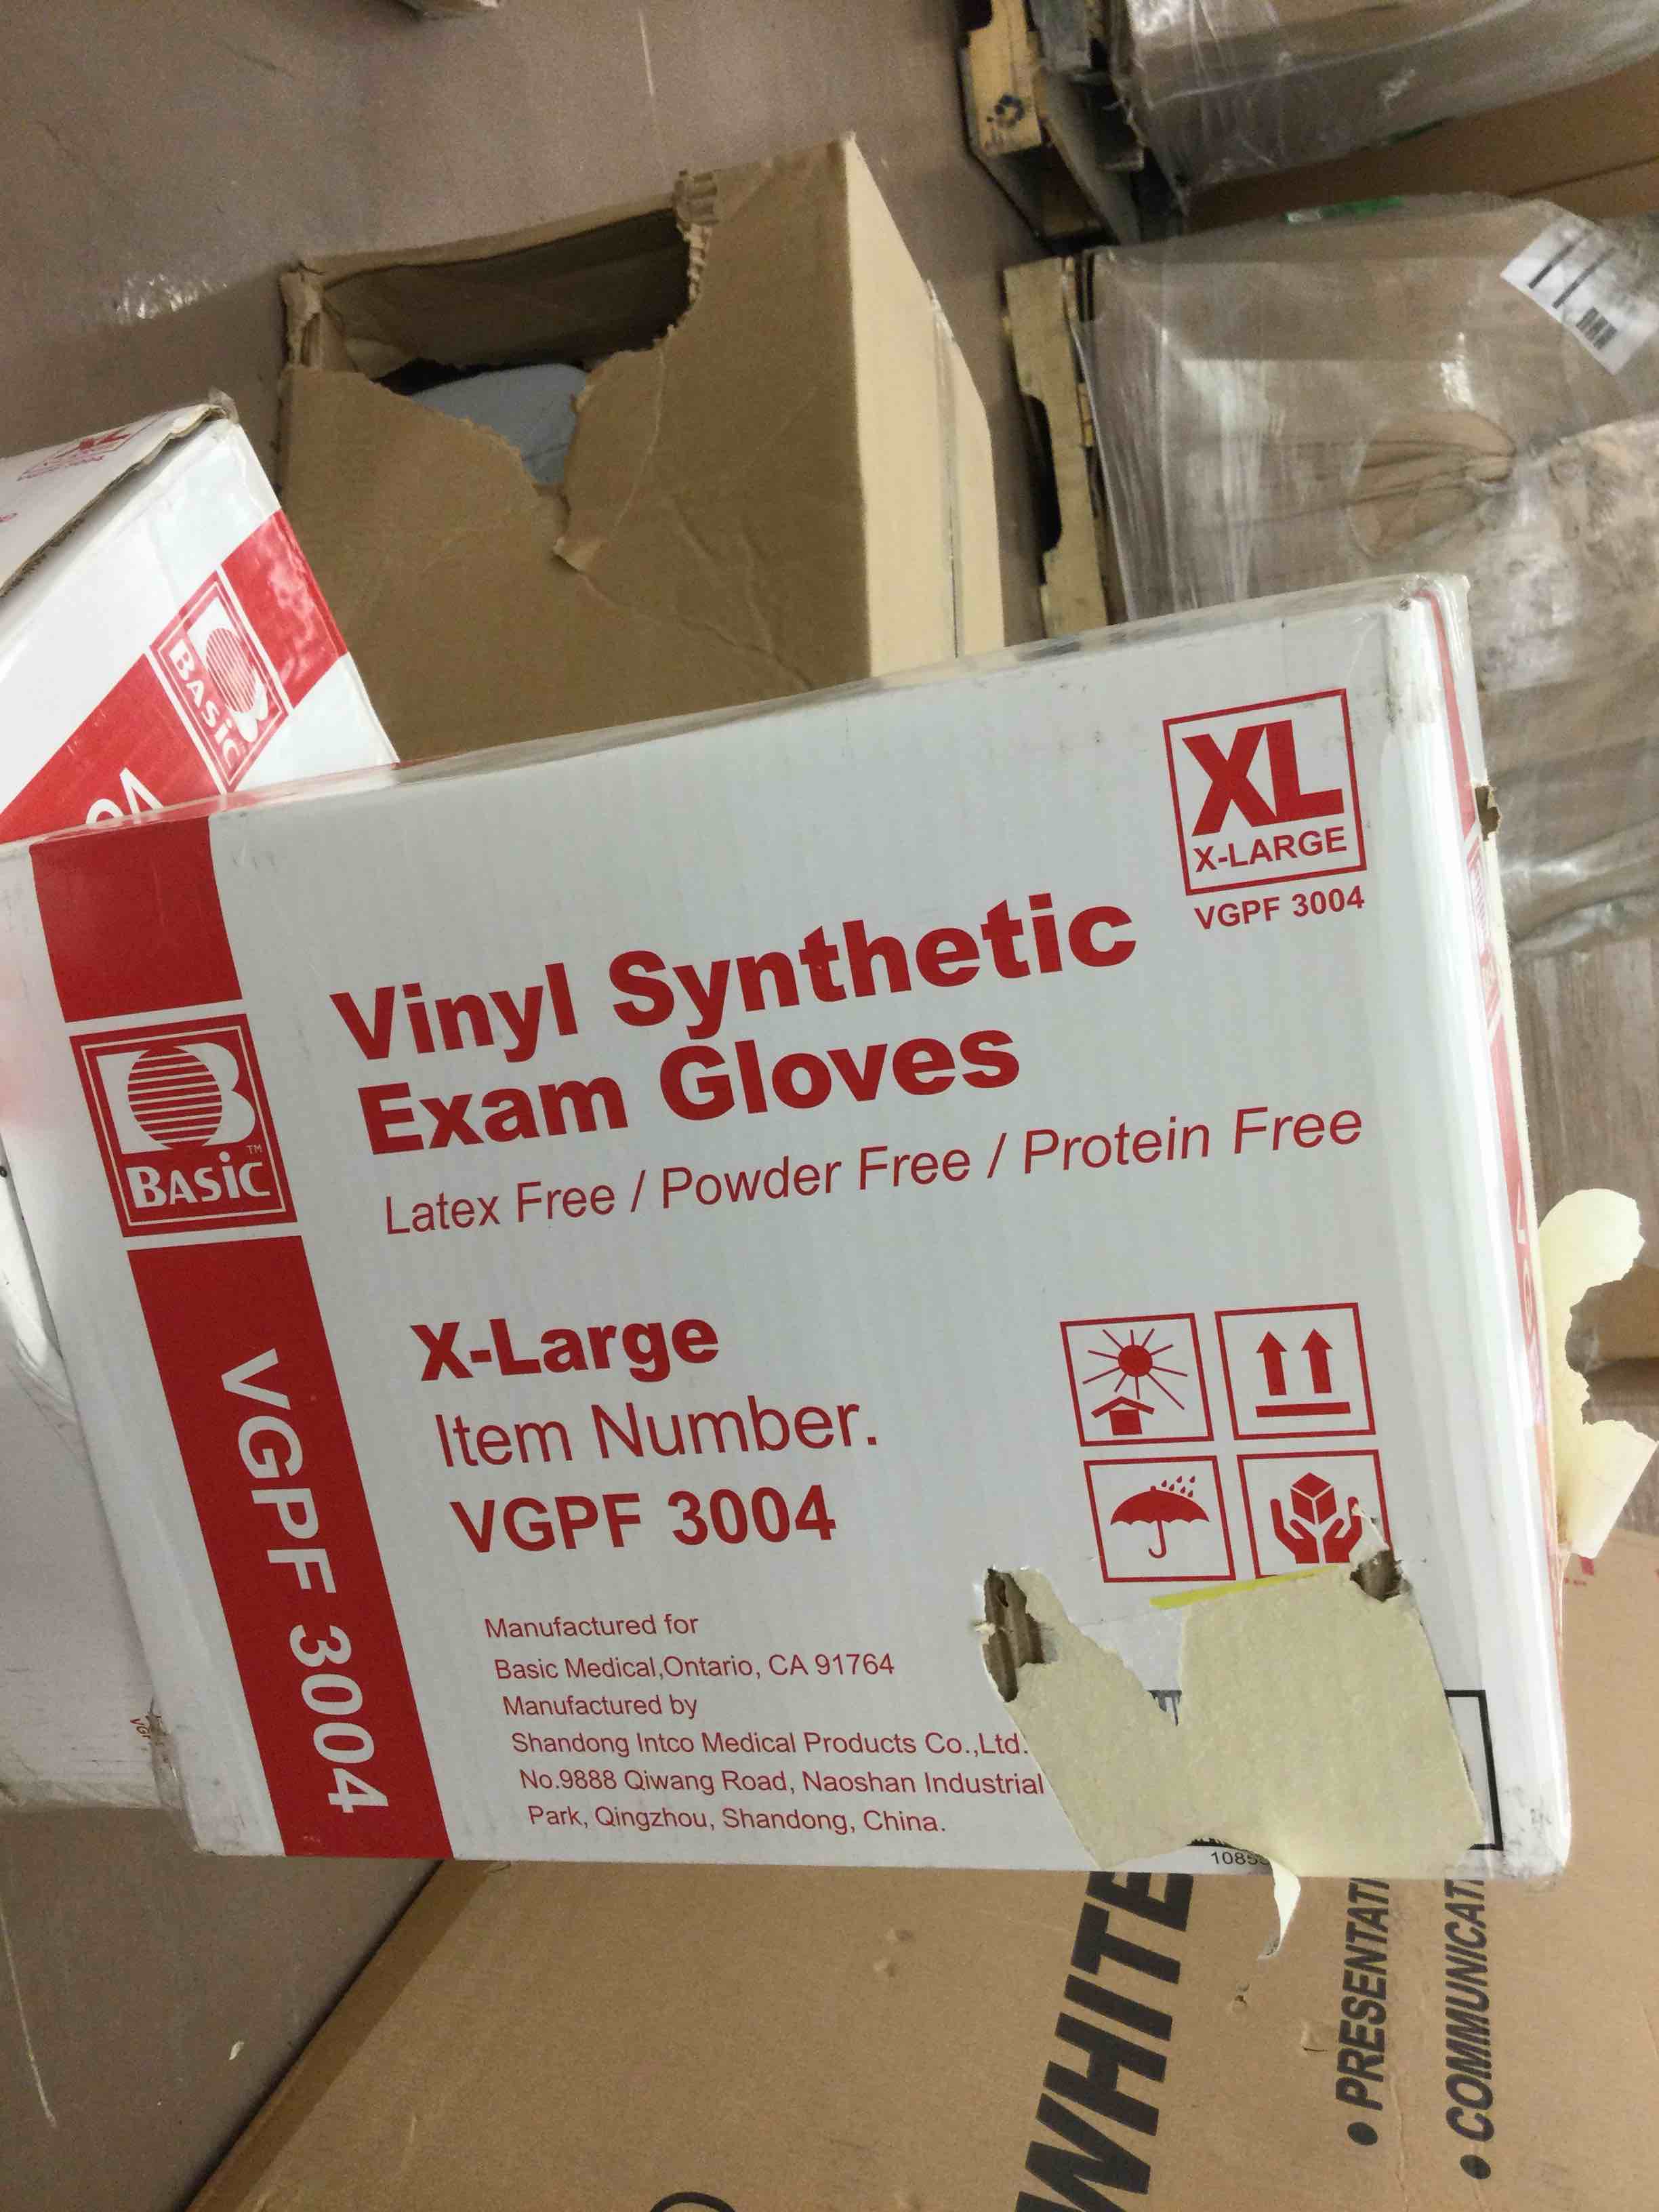 XL
X-LARGE
VGPF 3004
Vinyl Synthetic
Exam Gloves
Latex Free / Powder Free / Protein Free
BASiC
TM
VGPF 3004
X-Large
Item Number.
VGPF 3004
Manufactured for
Basic Medical,Ontario, CA 91764
Manufactured by
Shandong Intco Medical Products Co.,Ltd.
No.9888 Qiwang Road, Naoshan Industrial
Park, Qingzhou, Shandong, China.
BASiC
XL
WHITE
• PRESENTATI
• COMMUNICAT